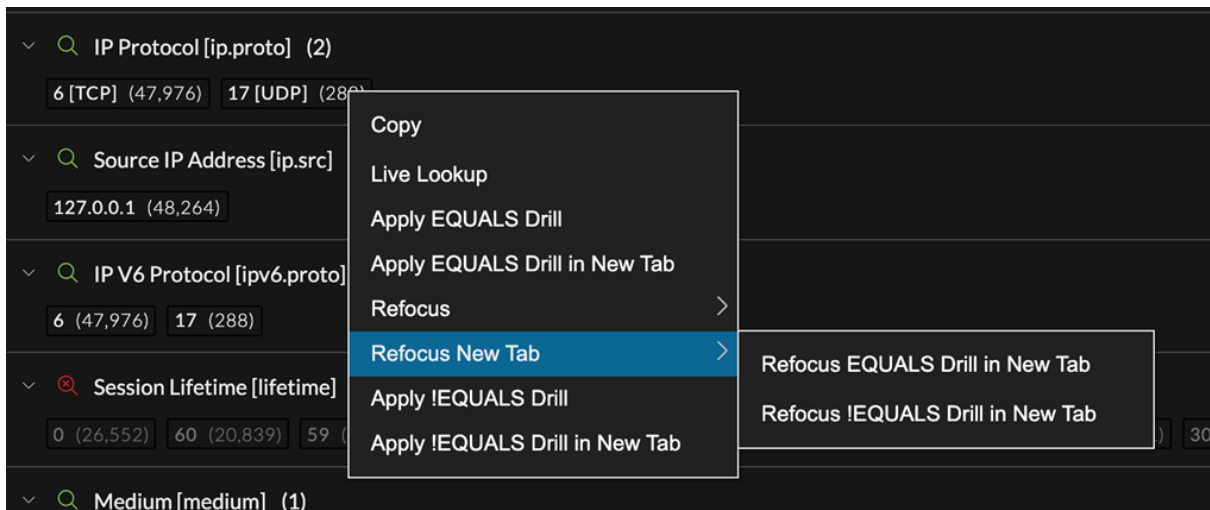 IP Protocol [ip.proto] (2)
6 [TCP] (47,976) 17 [UDP] (28
Source IP Address [ip.src]
127.0.0.1 (48,264)
IP V6 Protocol [ipv6.proto]
6 (47,976) 17 (288)
Session Lifetime [lifetime]
0 (26,552) 60 (20,839) 59 (
) 30
Medium [medium] (1)
Copy
Live Lookup
Apply EQUALS Drill
Apply EQUALS Drill in New Tab
Refocus
Refocus New Tab
Apply !EQUALS Drill
Apply !EQUALS Drill in New Tab
Refocus EQUALS Drill in New Tab
Refocus !EQUALS Drill in New Tab